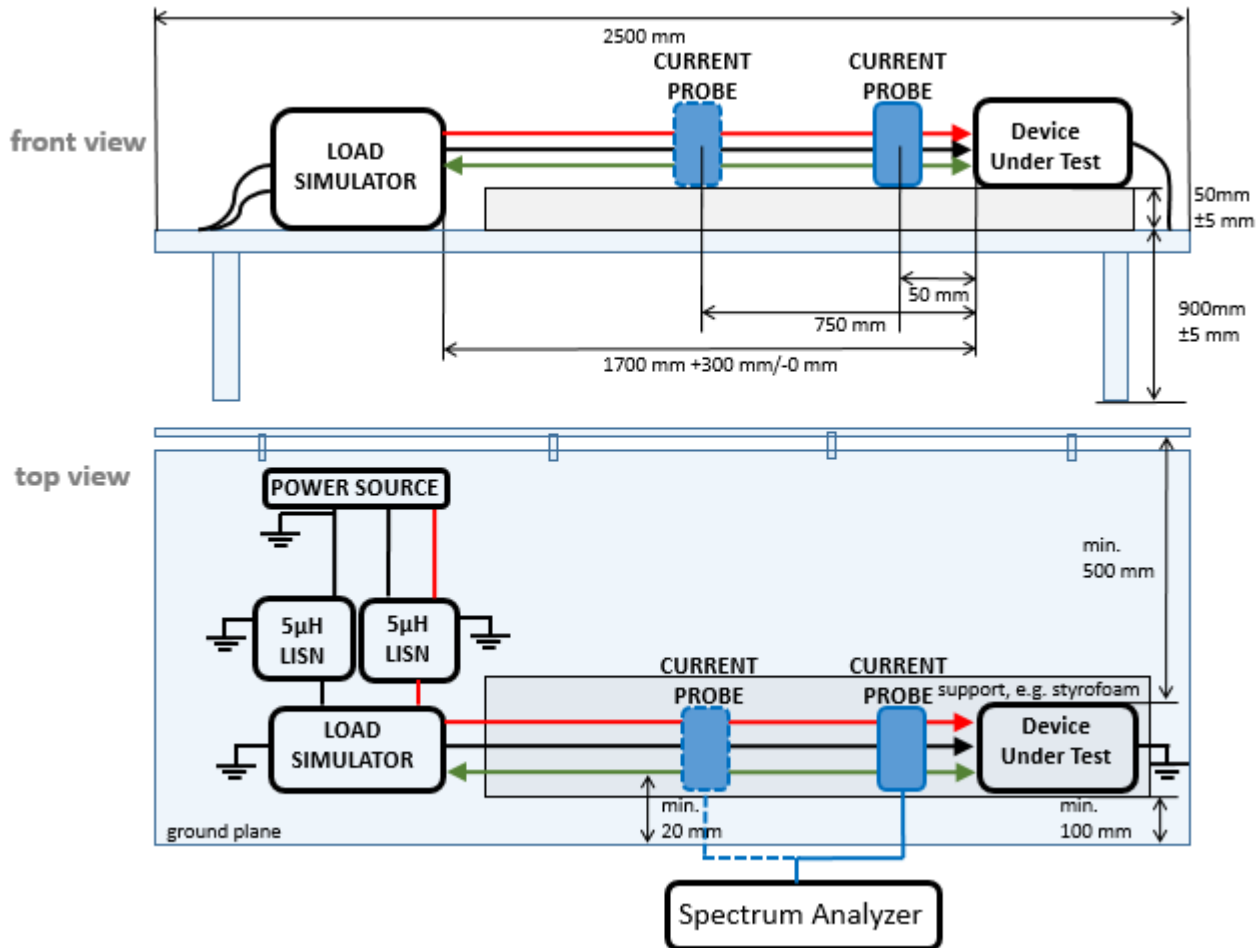 2500 mm
CURRENT
PROBE
CURRENT
PROBE
front view
LOAD
SIMULATOR
Device
Under Test
50mm
±5 mm
50 mm
750 mm
900mm
±5 mm
1700 mm +300 mm/-0 mm
top view
POWER SOURCE
min.
500 mm
5µH
LISN
5µH
LISN
CURRENT
PROBE
CURRENT
PROBE
support, e.g. styrofoam
LOAD
SIMULATOR
Device
Under Test
min.
20 mm
min.
100 mm
ground plane
Spectrum Analyzer